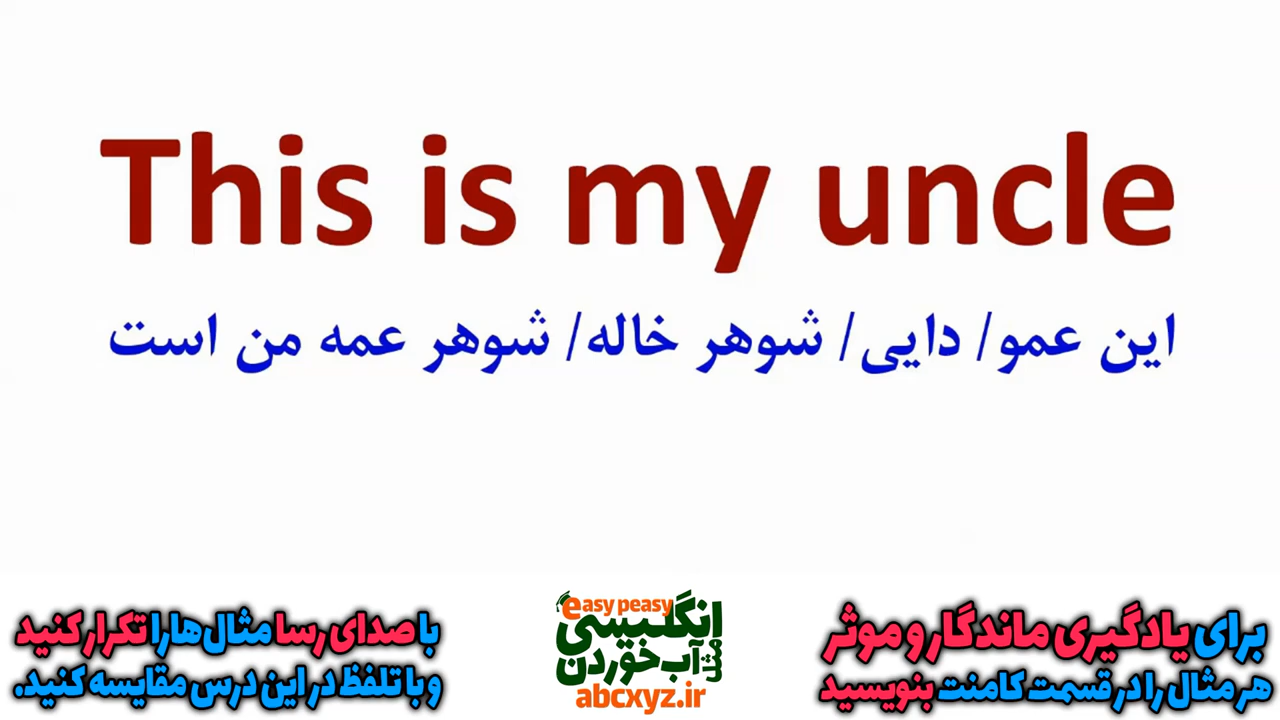 This is my uncle
این عمو/ دایی/ شوهر خاله/ شوهر عمه من است
برای یادگیری ماندگار و موثر
هر مثال را در قسمت کامنت بنویسید
easy peasy
انگلیسی
مثل آب خوردن
abcxyz.ir
با صدای رسا مثال‌ها را تکرار کنید
و با تلفظ در این درس مقایسه کنید.